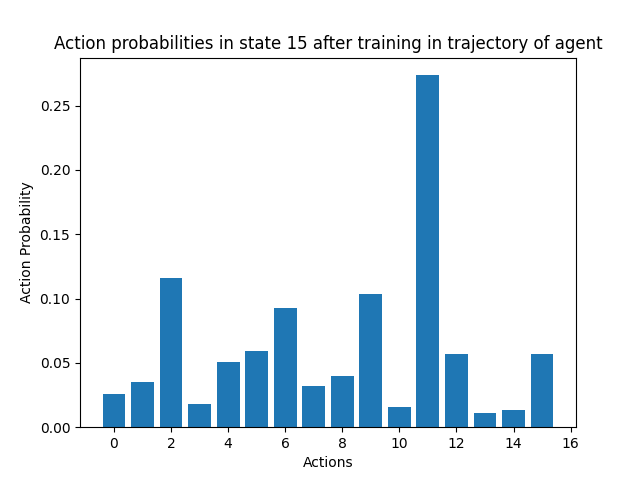 Action probabilities in state 15 after training in trajectory of agent
0.25
0.20
0.15
0.10
0.05
0.00
Action Probability
0 2 4 6 8 10 12 14 16
Actions